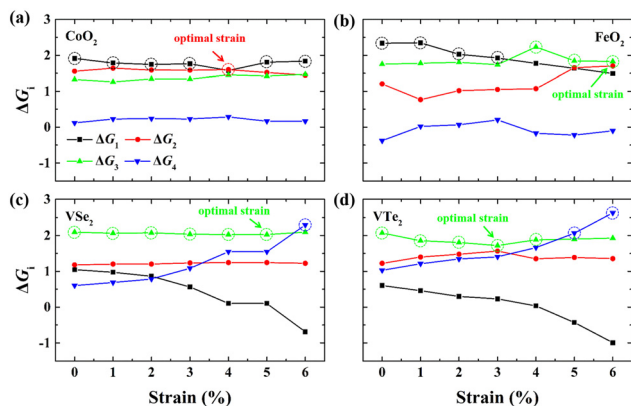 (a)
CoO2
optimal strain
ΔGi
3
2
1
0
-1
ΔG1 ΔG2
ΔG3 ΔG4
(b)
FeO2
optimal strain
(c)
VSe2
optimal strain
ΔGi
3
2
1
0
-1
0 1 2 3 4 5 6
Strain (%)
(d)
VTe2
optimal strain
0 1 2 3 4 5 6
Strain (%)